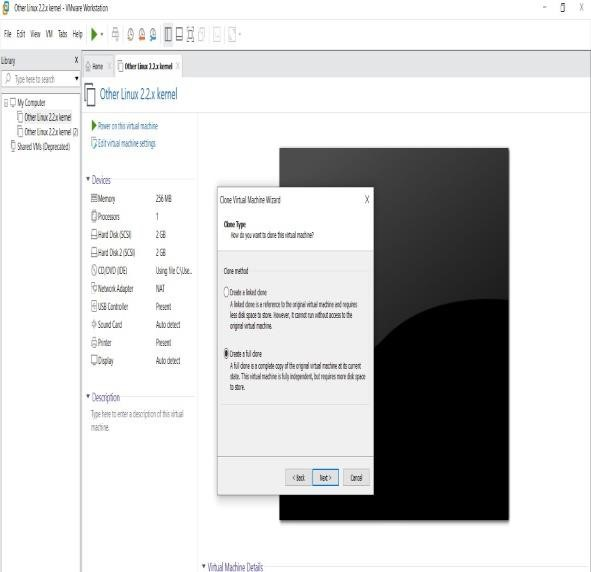 Other Linux 2.2.x kernel - VMware Workstation
File Edit View VM Tabs Help
Library X
Type here to search
My Computer
Other Linux 2.2.x kernel
Other Linux 2.2.x kernel (2)
Shared VMs (Deprecated)
Home
Other Linux 2.2.x kernel
Other Linux 2.2.x kernel
Power on this virtual machine
Edit virtual machine settings
Devices
Memory 256 MB
Processors 1
Hard Disk (SCSI) 2 GB
Hard Disk 2 (SCSI) 2 GB
CD/DVD (IDE) Using file C:\Use...
Network Adapter NAT
USB Controller Present
Sound Card Auto detect
Printer Present
Display Auto detect
Description
Type here to enter a description of this virtual
machine.
Clone Virtual Machine Wizard X
Clone Type
How do you want to clone this virtual machine?
Clone method
Create a linked clone
A linked clone is a reference to the original virtual machine and requires
less disk space to store. However, it cannot run without access to the
original virtual machine.
Create a full clone
A full clone is a complete copy of the original virtual machine at its current
state. This virtual machine is fully independent, but requires more disk space
to store.
< Back Next > Cancel
Virtual Machine Details